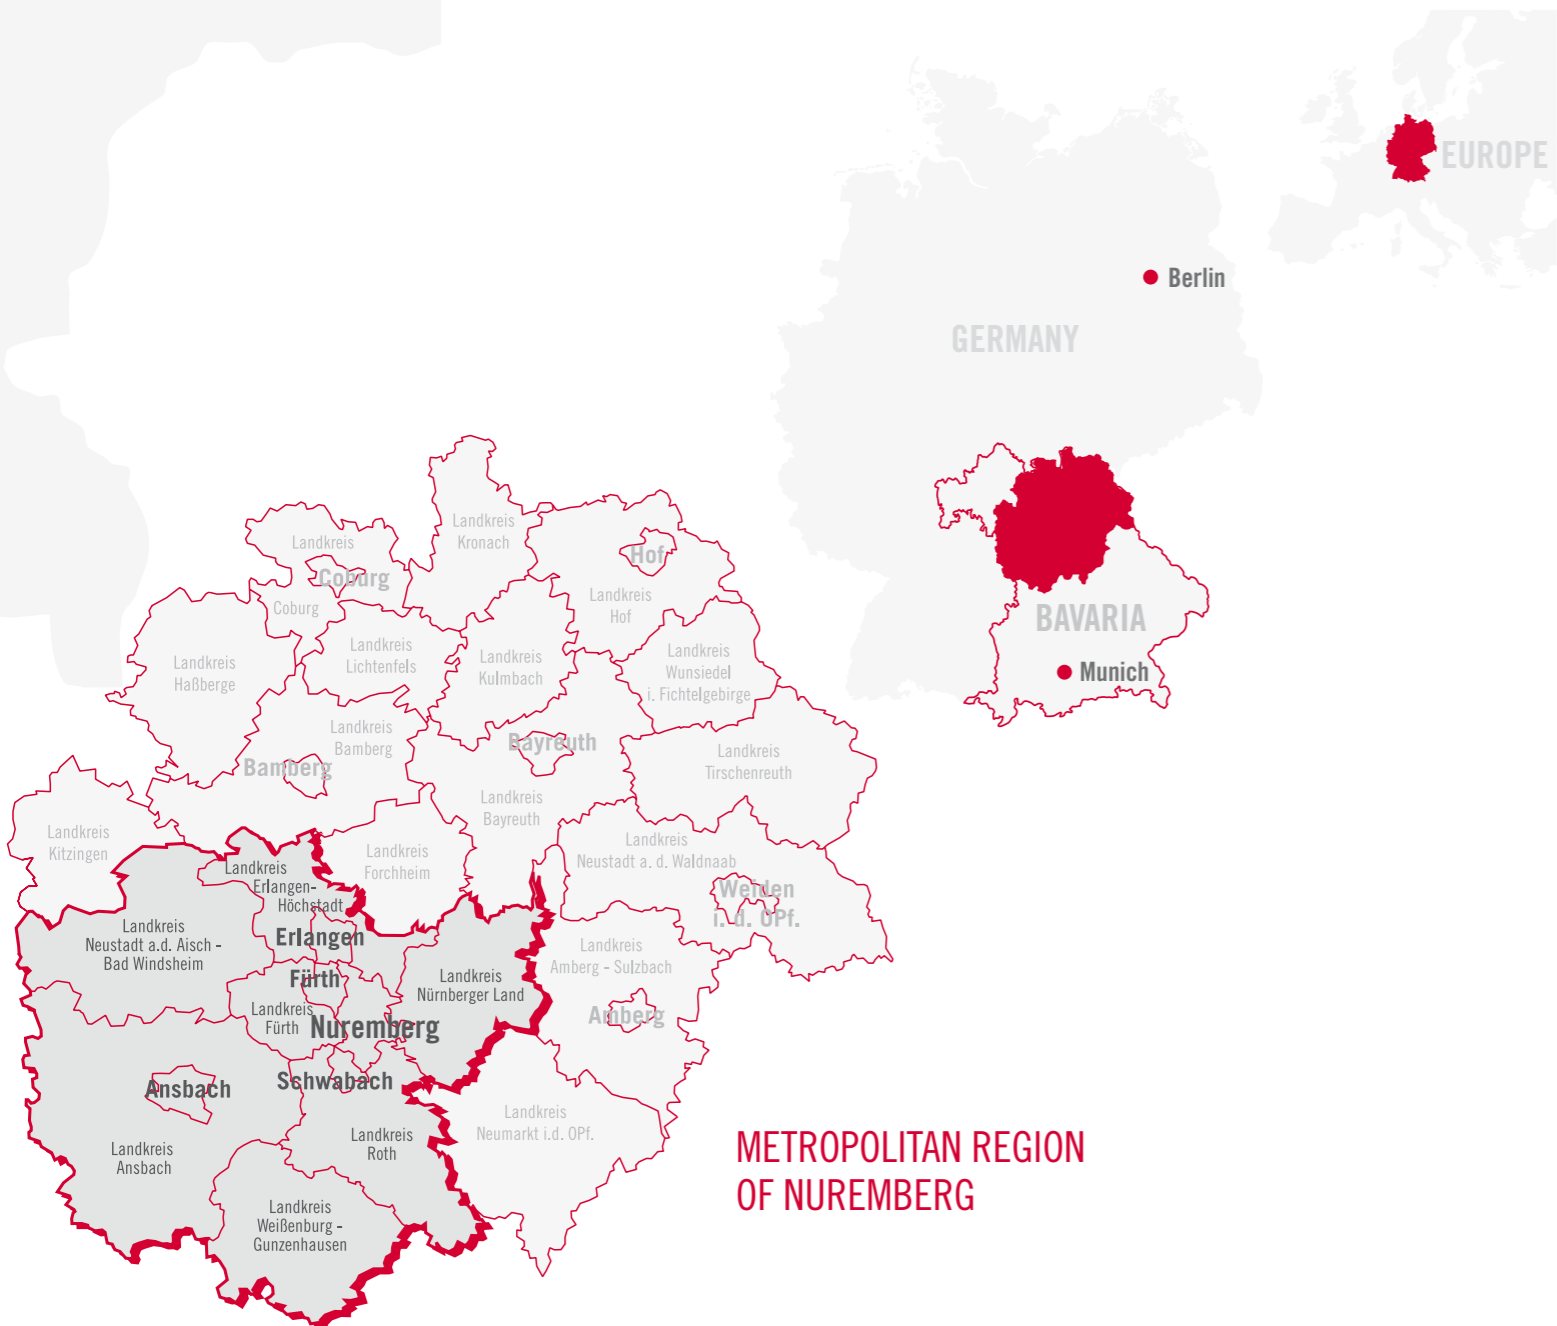 EUROPE
Berlin
GERMANY
BAVARIA
Munich
Landkreis
Kronach
Landkreis
Coburg
Coburg
Hof
Landkreis
Hof
Landkreis
Lichtenfels
Landkreis
Haßberge
Landkreis
Kulmbach
Landkreis
Wunsiedel
i. Fichtelgebirge
Landkreis
Bamberg
Bamberg
Bayreuth
Landkreis
Bayreuth
Landkreis
Tirschenreuth
Landkreis
Kitzingen
Landkreis
Forchheim
Landkreis
Neustadt a. d. Waldnaab
Weiden
i. d. OPf.
Landkreis
Erlangen-
Höchstadt
Landkreis
Neustadt a.d. Aisch -
Bad Windsheim
Erlangen
Fürth
Landkreis
Fürth
Landkreis
Nürnberger Land
Nuremberg
Landkreis
Amberg - Sulzbach
Amberg
Ansbach
Schwabach
Landkreis
Ansbach
Landkreis
Roth
Landkreis
Neumarkt i.d. OPf.
Landkreis
Weißenburg -
Gunzenhausen
METROPOLITAN REGION
OF NUREMBERG